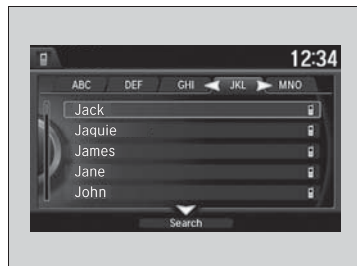 12:34
ABC DEF GHI JKL MNO
Jack
Jaquie
James
Jane
John
Search